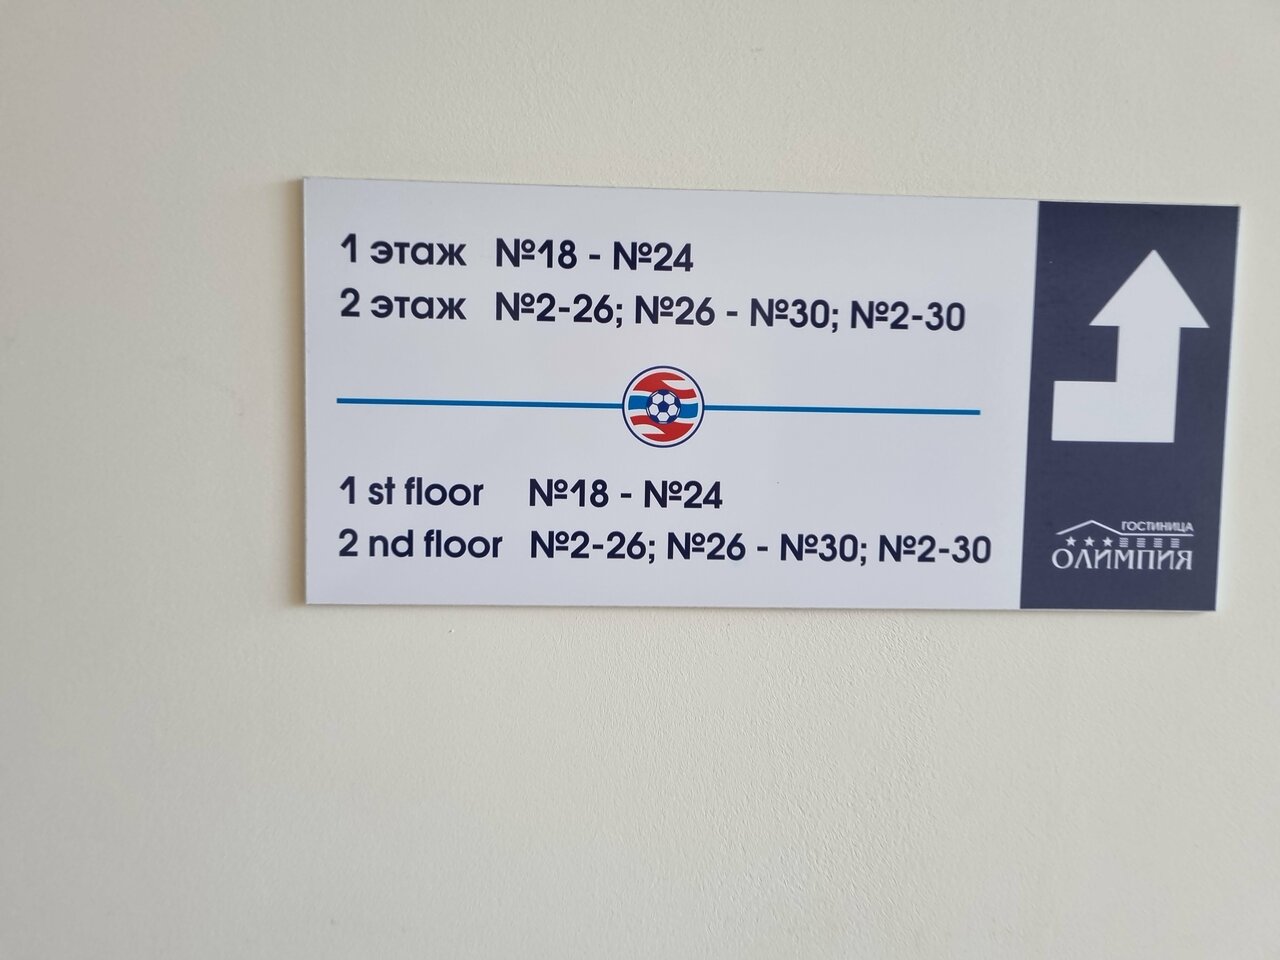 1 этаж №18 - №24
2 этаж №2-26; №26 - №30; №2-30
1 st floor №18 - №24
2 nd floor №2-26; №26 - №30; №2-30
ГОСТИНИЦА
ОЛИМПИЯ